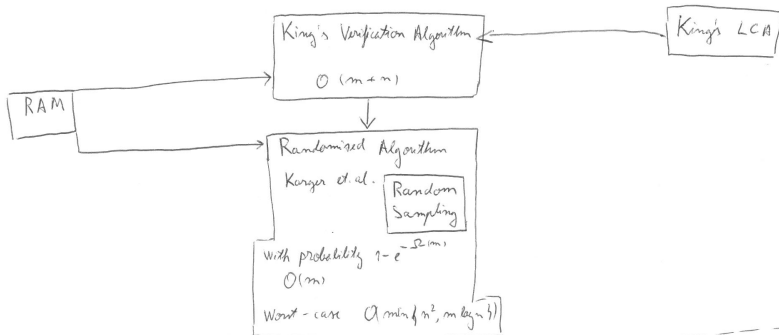 King's Verification Algorithm
O (m + n)
King's LCA
RAM
Randomised Algorithm
Karger et. al.
Random
Sampling
with probability 1 - e^-Ω(m)
O(m)
Worst - case O(min{n², m log n})